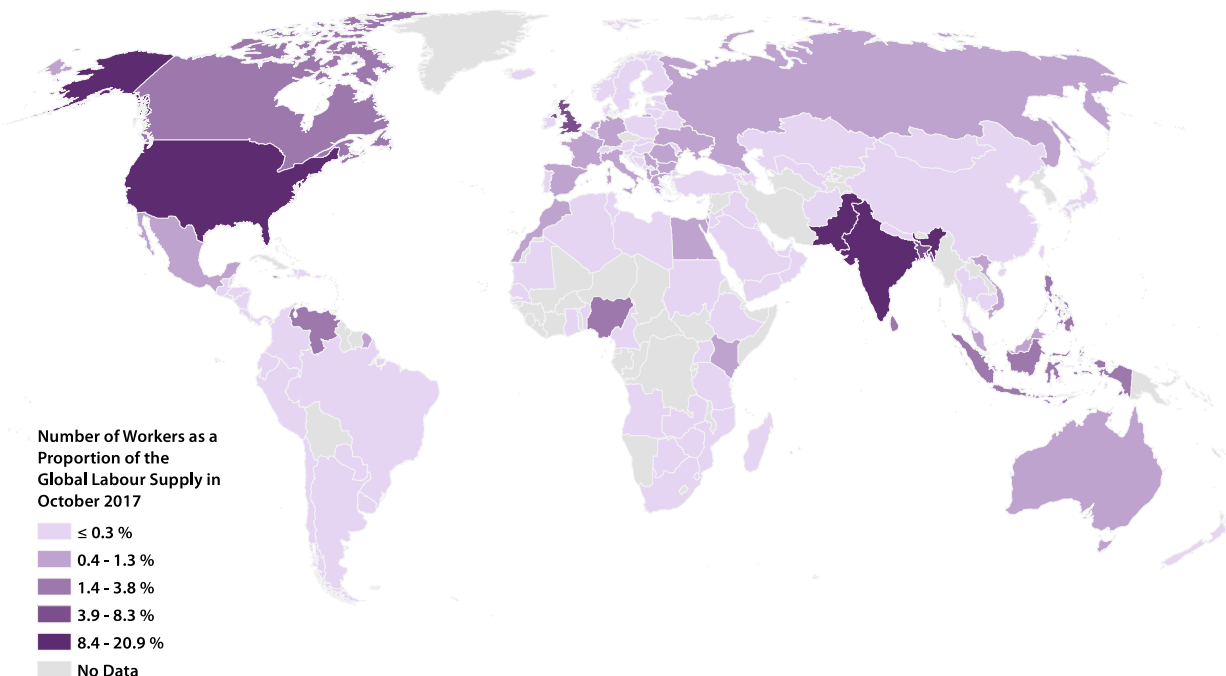 Number of Workers as a
Proportion of the
Global Labour Supply in
October 2017
≤ 0.3 %
0.4 - 1.3 %
1.4 - 3.8 %
3.9 - 8.3 %
8.4 - 20.9 %
No Data